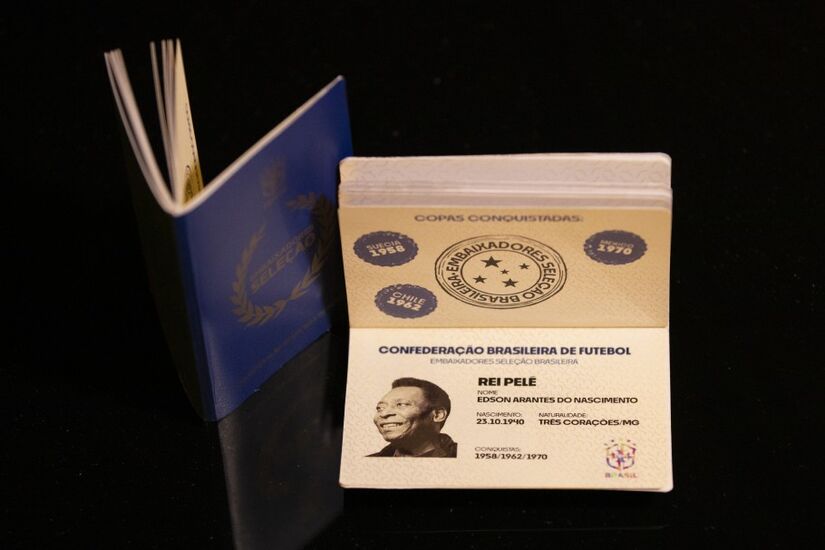 EMBAIXADORES
SELEÇÃO
COPAS CONQUISTADAS:
SUÉCIA
1958
EMBAIXADORES SELEÇÃO BRASILEIRA
MÉXICO
1970
CHILE
1962
CONFEDERAÇÃO BRASILEIRA DE FUTEBOL
EMBAIXADORES SELEÇÃO BRASILEIRA
REI PELÉ
NOME
EDSON ARANTES DO NASCIMENTO
NASCIMENTO: NATURALIDADE:
23.10.1940 TRÊS CORAÇÕES/MG
CONQUISTAS:
1958/1962/1970
BRASIL